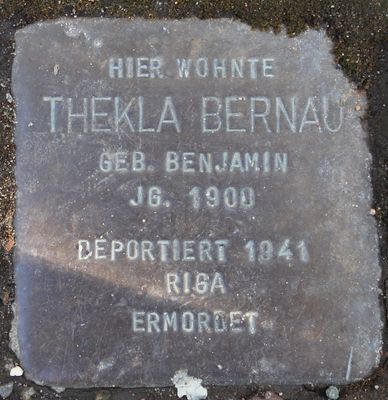 HIER WOHNTE
THEKLA BERNAU
GEB. BENJAMIN
JG. 1900
DEPORTIERT 1941
RIGA
ERMORDET